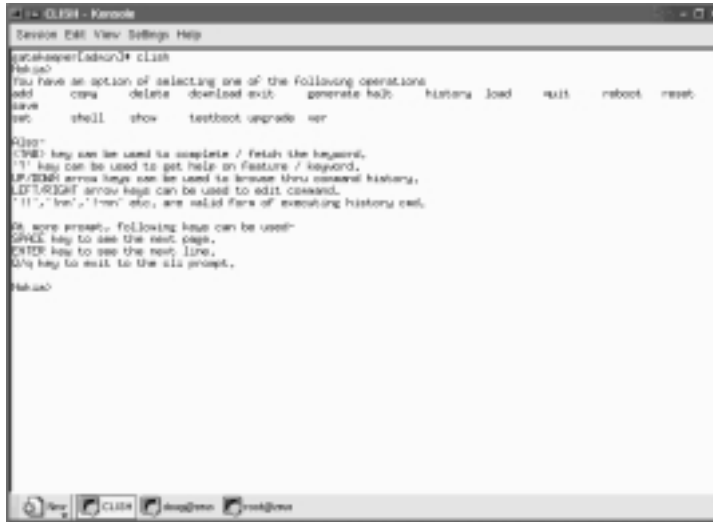 CLISH - Konsole
Session Edit View Settings Help
gatekeeper[admin]# clish
Nokia>
You have an option of selecting one of the following operations
add copy delete download exit generate halt history load quit reboot reset
save
set shell show testboot upgrade ver
Also-
<TAB> key can be used to complete / fetch the keyword.
'?' key can be used to get help on feature / keyword.
UP/DOWN arrow keys can be used to browse thru command history.
LEFT/RIGHT arrow keys can be used to edit command.
'!!','!nn','!-nn' etc. are valid form of executing history cmd.
At more prompt, following keys can be used-
SPACE key to see the next page.
ENTER key to see the next line.
Q/q key to exit to the cli prompt.
Nokia>
New CLISH doug@zeus root@zeus